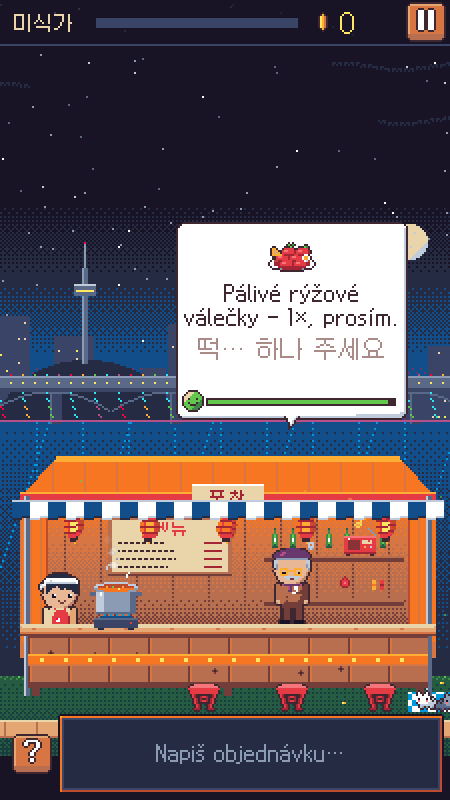 미식가
0
Pálivé rýžové
válečky - 1×, prosím.
떡… 하나 주세요
포차
메뉴
?
Napiš objednávku…